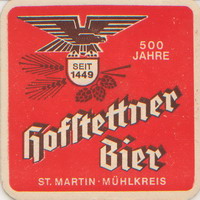 500
JAHRE
SEIT
1449
Hofstettner
Bier
ST. MARTIN · MÜHLKREIS